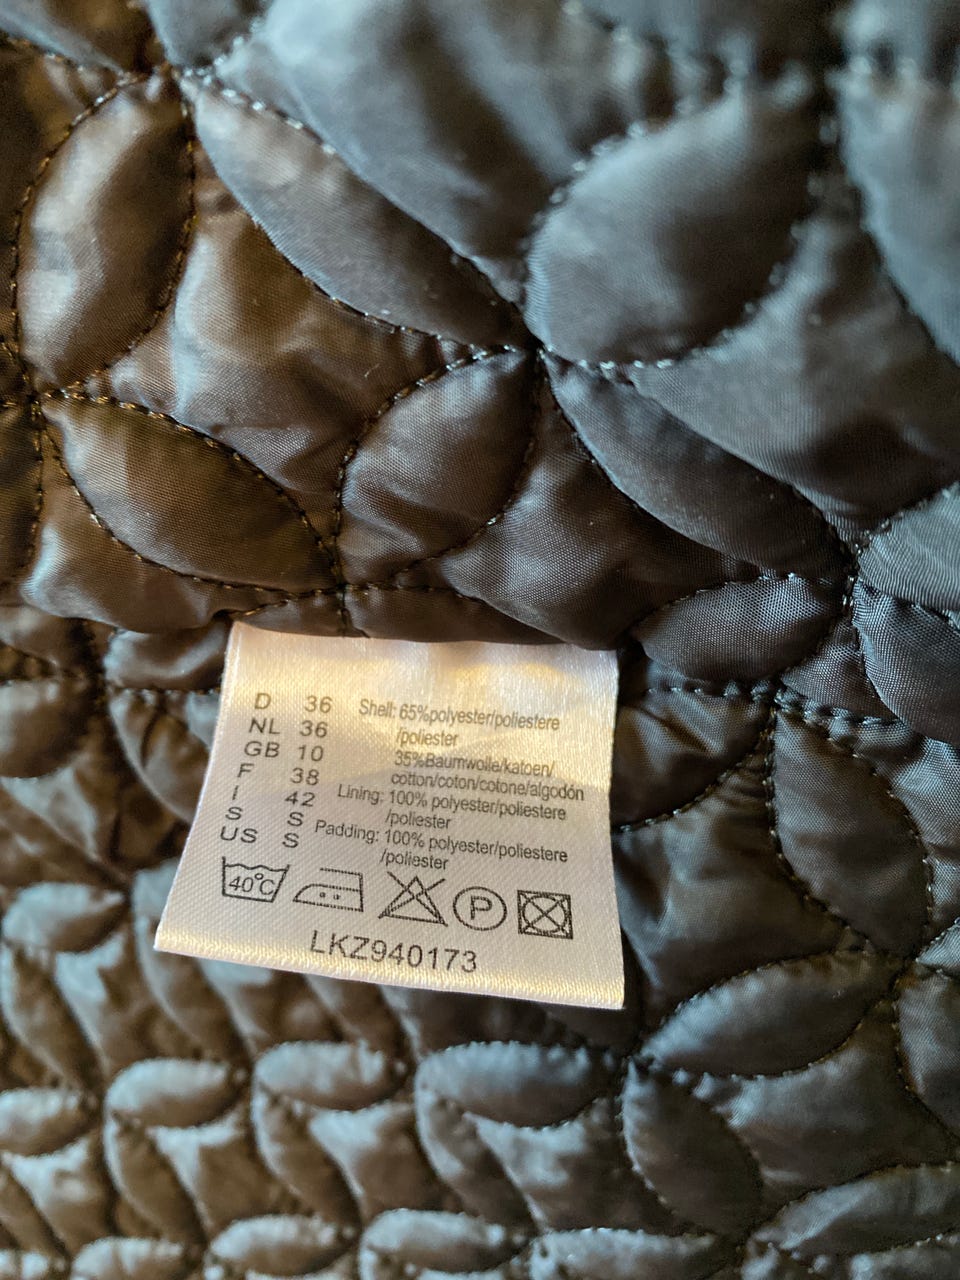 D 36
NL 36
GB 10
F 38
I 42
S S
US S
Shell: 65%polyester/poliestere
/poliester
35%Baumwolle/katoen/
cotton/coton/cotone/algodón
Lining: 100% polyester/poliestere
/poliester
Padding: 100% polyester/poliestere
/poliester
40°C P
LKZ940173